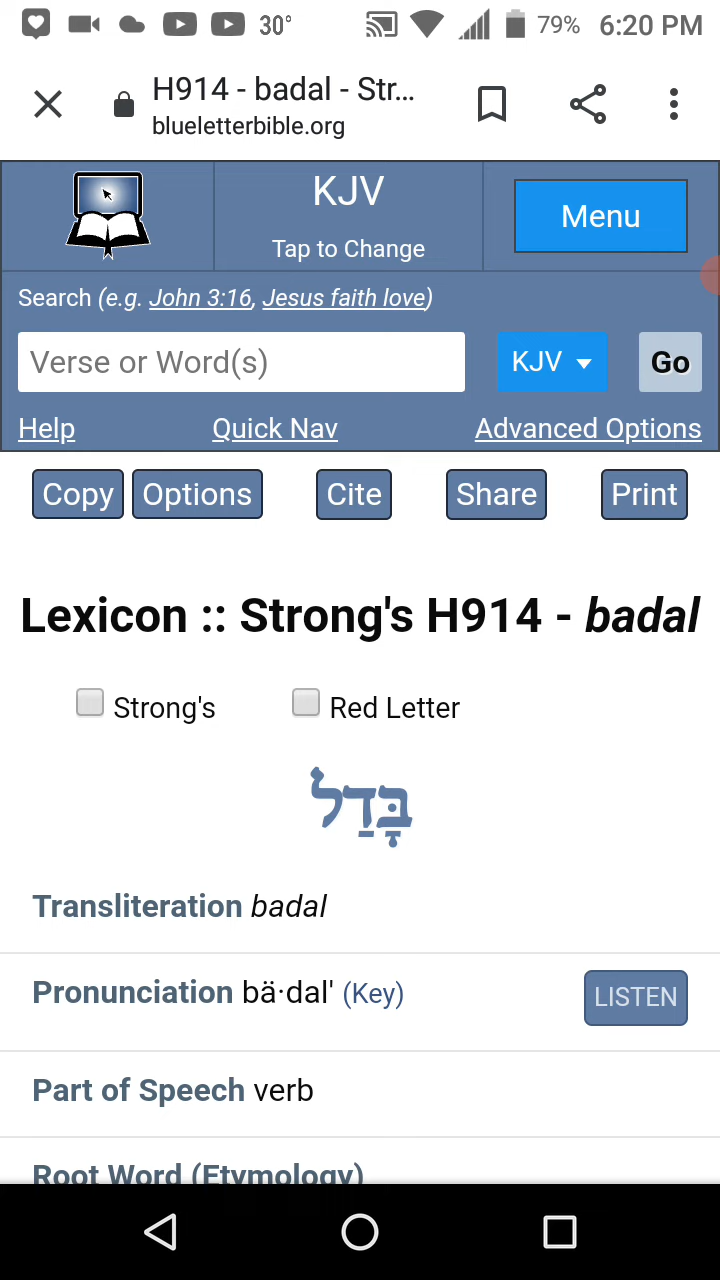 30° 79% 6:20 PM
H914 - badal - Str...
blueletterbible.org
KJV
Tap to Change
Menu
Search (e.g. John 3:16, Jesus faith love)
Verse or Word(s) KJV Go
Help Quick Nav Advanced Options
Copy Options Cite Share Print
Lexicon :: Strong's H914 - badal
Strong's Red Letter
בָּדַל
Transliteration badal
Pronunciation bä·dal' (Key) LISTEN
Part of Speech verb
Root Word (Etymology)